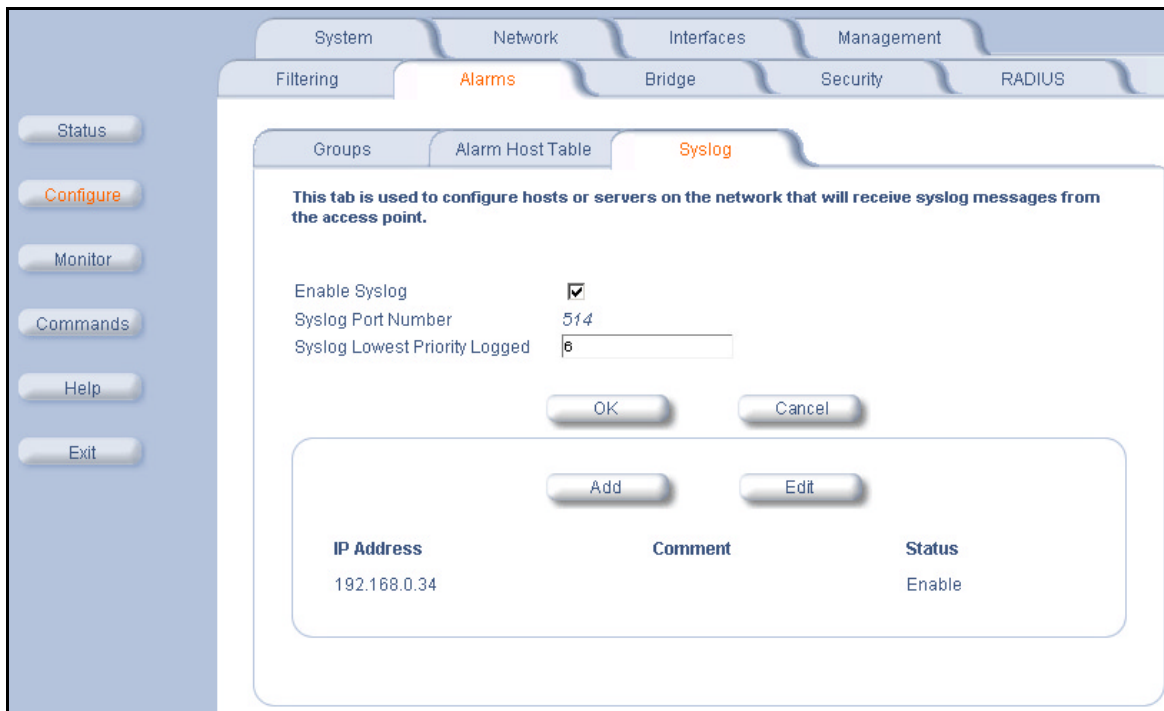 System Network Interfaces Management
Filtering Alarms Bridge Security RADIUS
Status
Configure
Monitor
Commands
Help
Exit
Groups Alarm Host Table Syslog
This tab is used to configure hosts or servers on the network that will receive syslog messages from
the access point.
Enable Syslog
Syslog Port Number 514
Syslog Lowest Priority Logged 6
OK Cancel
Add Edit
IP Address Comment Status
192.168.0.34 Enable